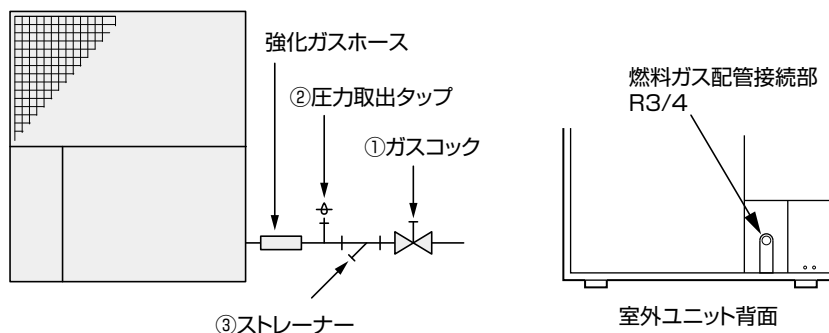 強化ガスホース
②圧力取出タップ
①ガスコック
③ストレーナー
燃料ガス配管接続部
R3/4
室外ユニット背面